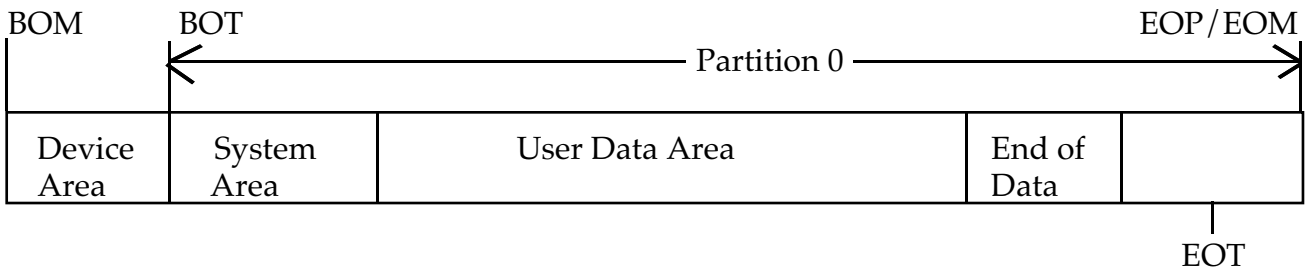 BOM BOT EOP/EOM
Partition 0
Device Area
System Area
User Data Area
End of Data
EOT